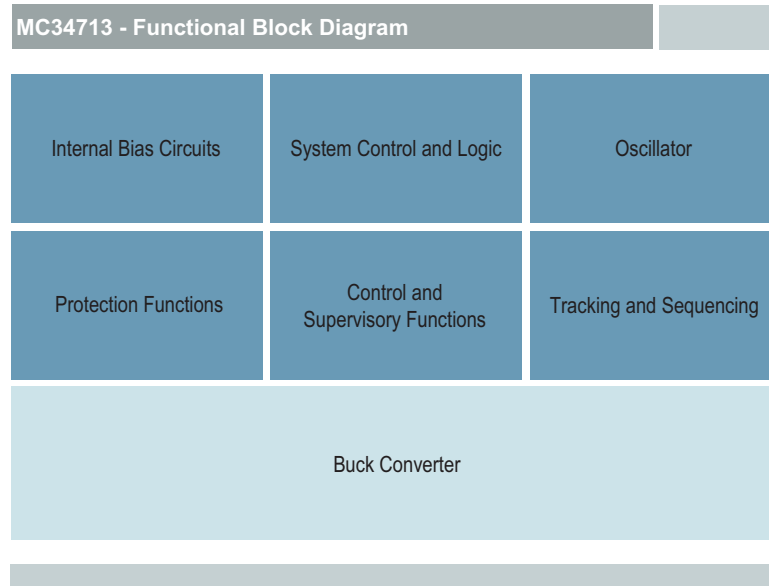 MC34713 - Functional Block Diagram
Internal Bias Circuits
System Control and Logic
Oscillator
Protection Functions
Control and
Supervisory Functions
Tracking and Sequencing
Buck Converter